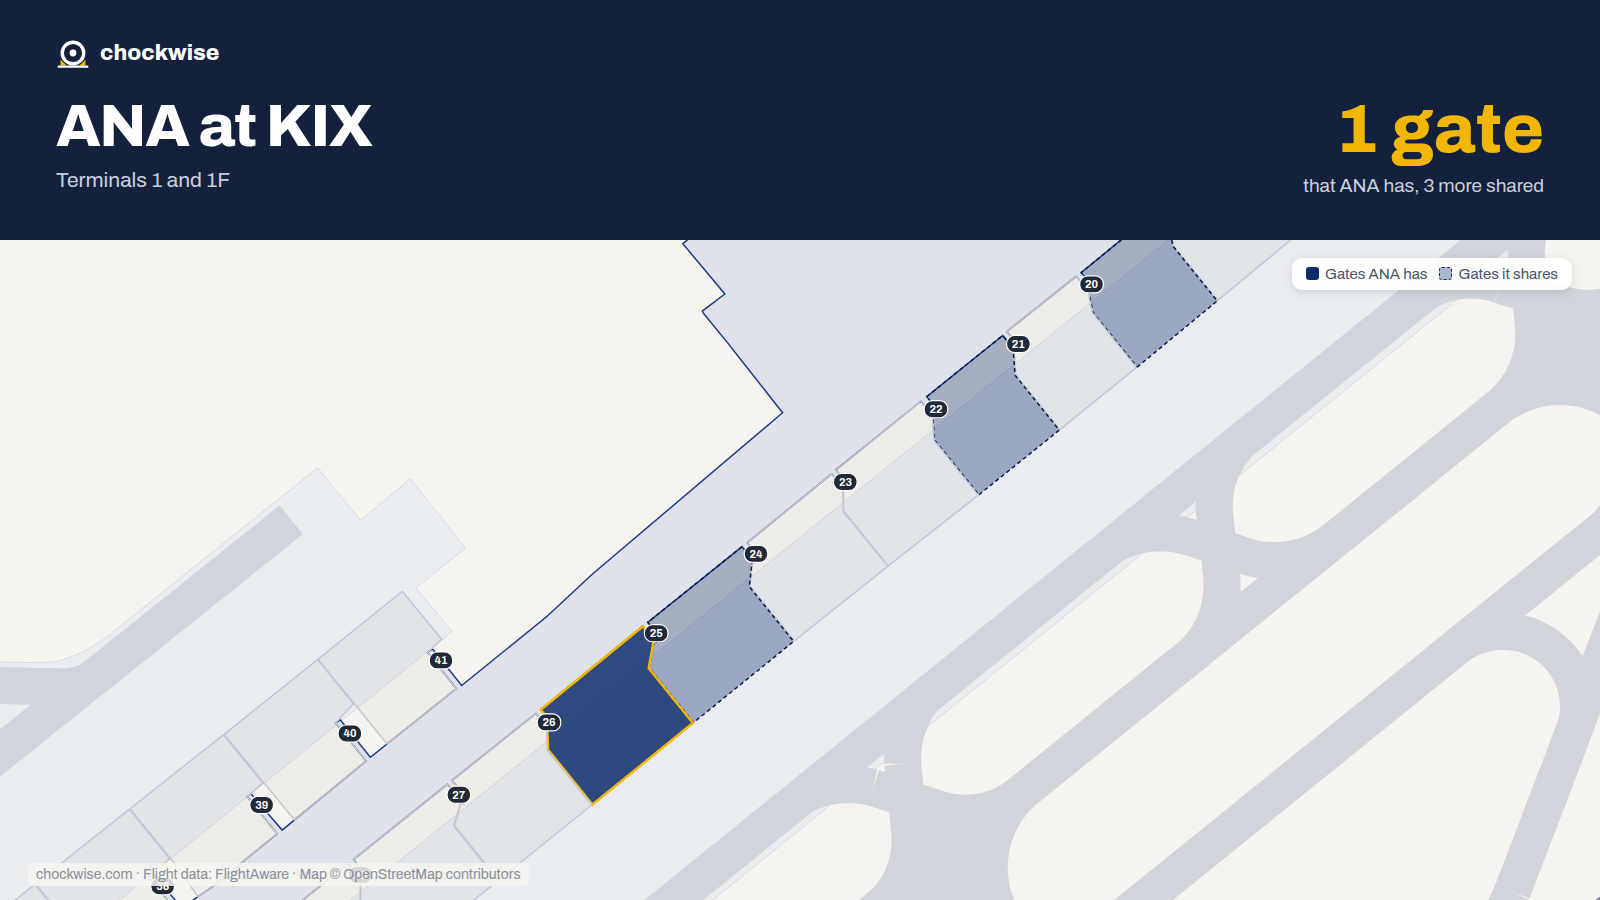 chockwise
ANA at KIX
Terminals 1 and 1F
1 gate
that ANA has, 3 more shared
Gates ANA has
Gates it shares
20
21
22
23
24
25
26
27
41
40
39
38
chockwise.com · Flight data: FlightAware · Map © OpenStreetMap contributors